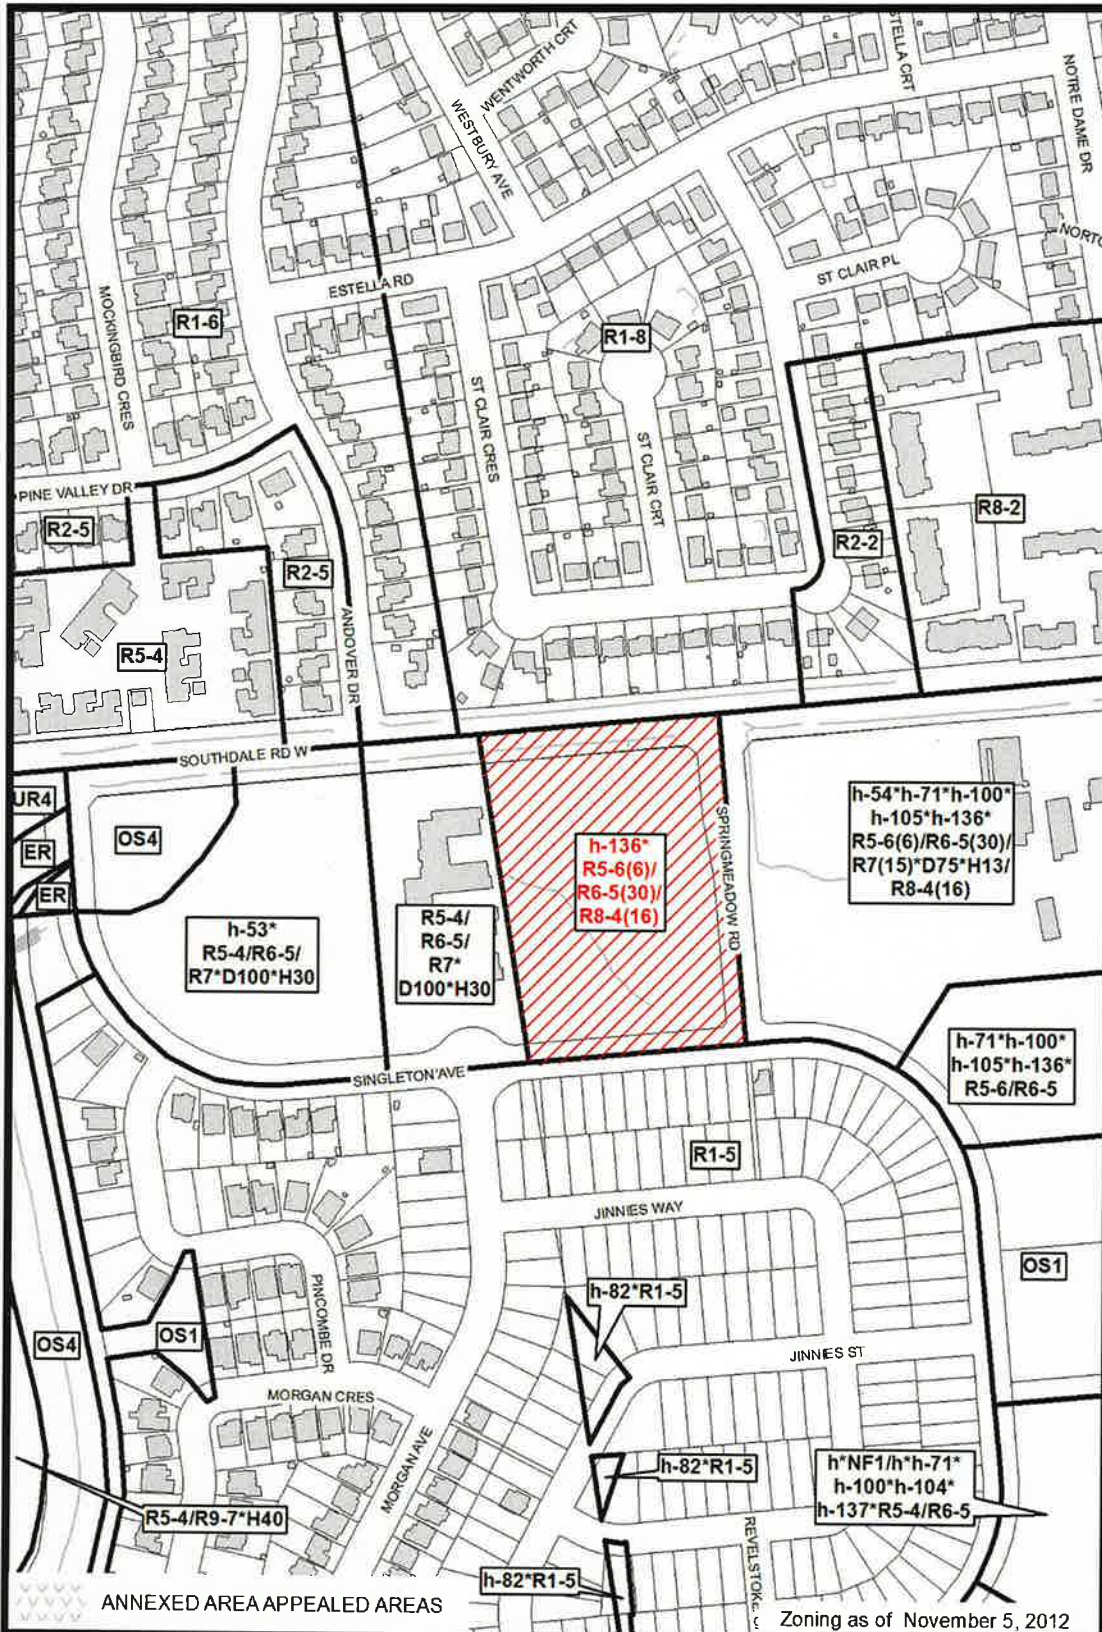 WENTWORTH CRT
WESTBURY AVE
NOTRE DAME DR
ST CLAIR PL
ESTELLA RD
MOCKINGBIRD CRES
R1-6
R1-8
ST CLAIR CRES
ST CLAIR CRT
PINE VALLEY DR
R2-5
R2-5
R2-2
R8-2
ANDOVER DR
R5-4
SOUTHDALE RD W
UR4
ER
ER
OS4
h-53*
R5-4/R6-5/
R7*D100*H30
R5-4/
R6-5/
R7*
D100*H30
h-136*
R5-6(6)/
R6-5(30)/
R8-4(16)
SPRINGMEADOW RD
h-54*h-71*h-100*
h-105*h-136*
R5-6(6)/R6-5(30)/
R7(15)*D75*H13/
R8-4(16)
h-71*h-100*
h-105*h-136*
R5-6/R6-5
SINGLETON AVE
R1-5
JINNIES WAY
OS1
h-82*R1-5
PINCOMBE DR
OS1
OS4
JINNIES ST
MORGAN CRES
MORGAN AVE
h-82*R1-5
h*NF1/h*h-71*
h-100*h-104*
h-137*R5-4/R6-5
R5-4/R9-7*H40
REVELSTOKE
h-82*R1-5
ANNEXED AREA APPEALED AREAS
Zoning as of November 5, 2012